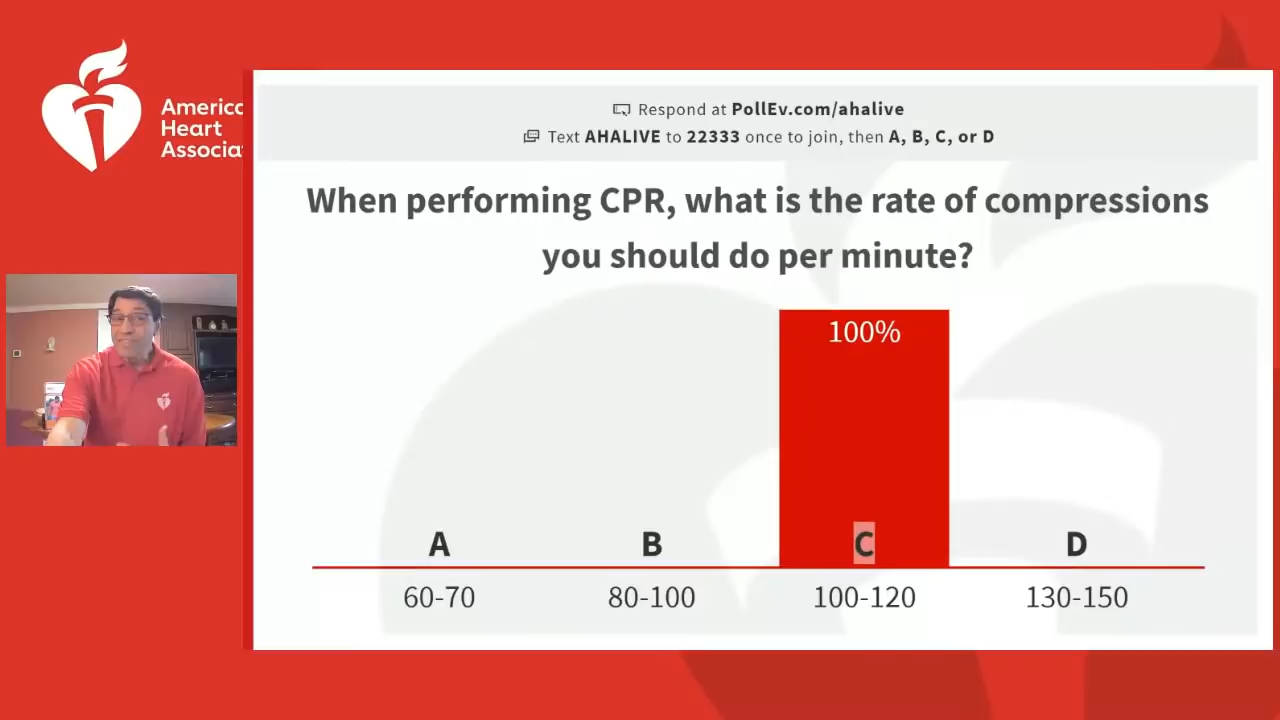 America
Heart
Associa
Respond at PollEv.com/ahalive
Text AHALIVE to 22333 once to join, then A, B, C, or D
When performing CPR, what is the rate of compressions
you should do per minute?
100%
A B C D
60-70 80-100 100-120 130-150